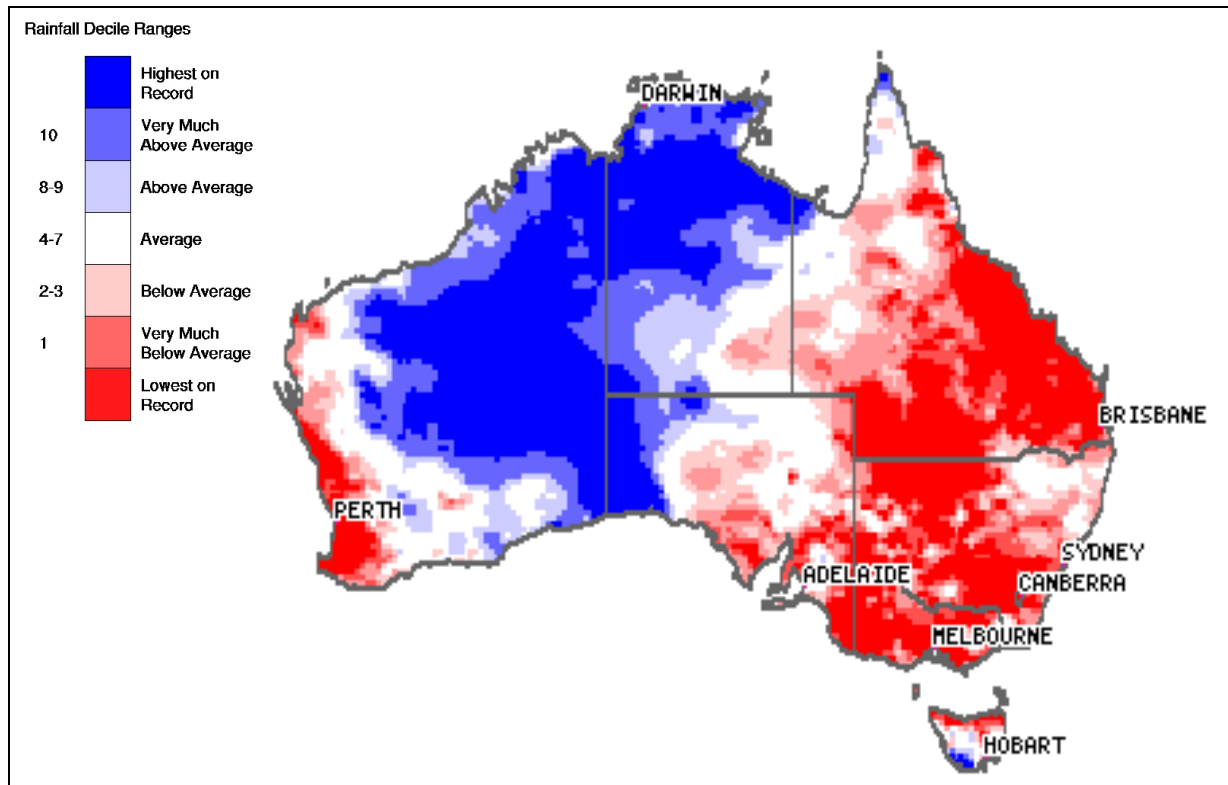 Rainfall Decile Ranges
Highest on
Record
10
Very Much
Above Average
8-9
Above Average
4-7
Average
2-3
Below Average
1
Very Much
Below Average
Lowest on
Record
DARWIN
BRISBANE
PERTH
SYDNEY
ADELAIDE
CANBERRA
MELBOURNE
HOBART